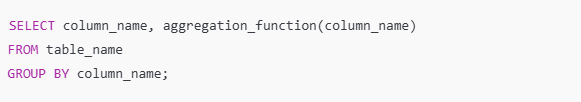 SELECT column_name, aggregation_function(column_name)
FROM table_name
GROUP BY column_name;